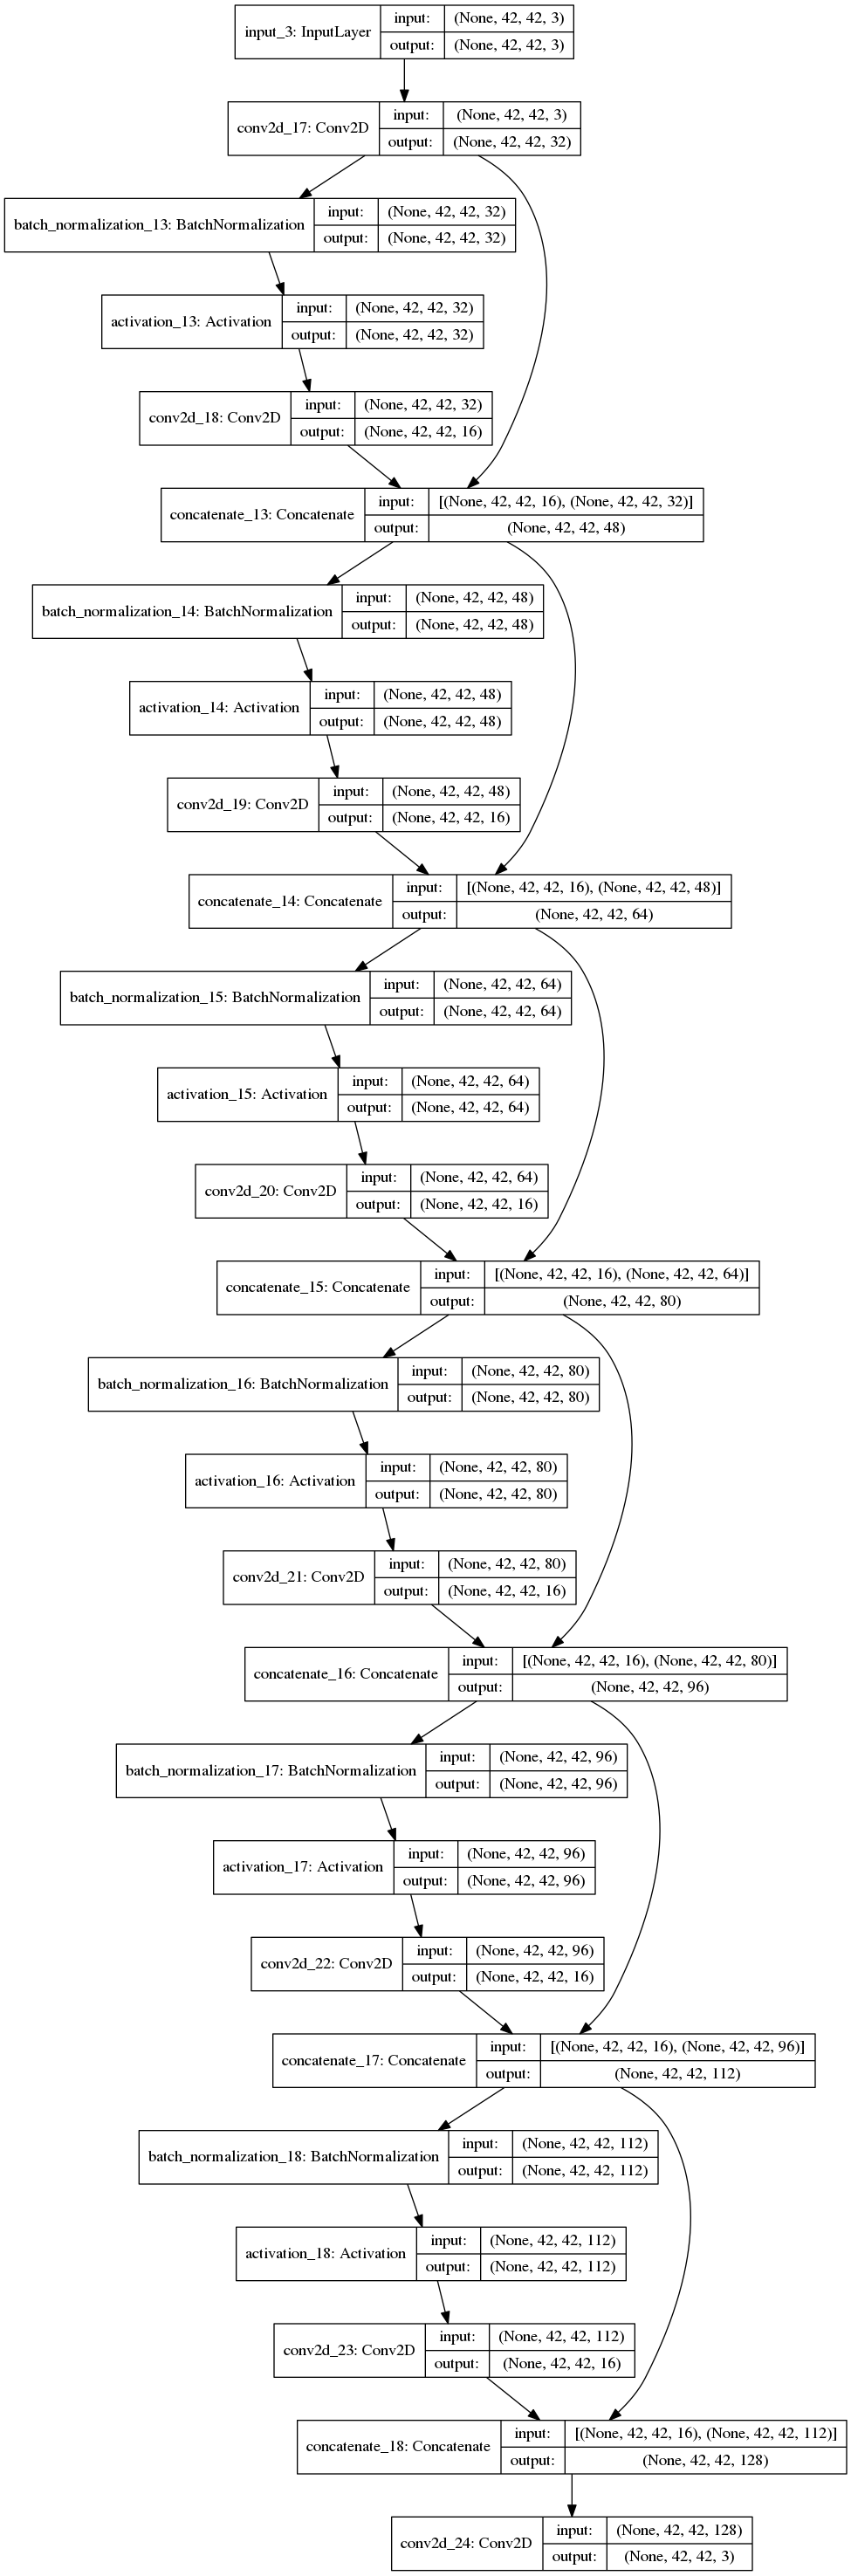 input_3: InputLayer
input: (None, 42, 42, 3)
output: (None, 42, 42, 3)
conv2d_17: Conv2D
input: (None, 42, 42, 3)
output: (None, 42, 42, 32)
batch_normalization_13: BatchNormalization
input: (None, 42, 42, 32)
output: (None, 42, 42, 32)
activation_13: Activation
input: (None, 42, 42, 32)
output: (None, 42, 42, 32)
conv2d_18: Conv2D
input: (None, 42, 42, 32)
output: (None, 42, 42, 16)
concatenate_13: Concatenate
input: [(None, 42, 42, 16), (None, 42, 42, 32)]
output: (None, 42, 42, 48)
batch_normalization_14: BatchNormalization
input: (None, 42, 42, 48)
output: (None, 42, 42, 48)
activation_14: Activation
input: (None, 42, 42, 48)
output: (None, 42, 42, 48)
conv2d_19: Conv2D
input: (None, 42, 42, 48)
output: (None, 42, 42, 16)
concatenate_14: Concatenate
input: [(None, 42, 42, 16), (None, 42, 42, 48)]
output: (None, 42, 42, 64)
batch_normalization_15: BatchNormalization
input: (None, 42, 42, 64)
output: (None, 42, 42, 64)
activation_15: Activation
input: (None, 42, 42, 64)
output: (None, 42, 42, 64)
conv2d_20: Conv2D
input: (None, 42, 42, 64)
output: (None, 42, 42, 16)
concatenate_15: Concatenate
input: [(None, 42, 42, 16), (None, 42, 42, 64)]
output: (None, 42, 42, 80)
batch_normalization_16: BatchNormalization
input: (None, 42, 42, 80)
output: (None, 42, 42, 80)
activation_16: Activation
input: (None, 42, 42, 80)
output: (None, 42, 42, 80)
conv2d_21: Conv2D
input: (None, 42, 42, 80)
output: (None, 42, 42, 16)
concatenate_16: Concatenate
input: [(None, 42, 42, 16), (None, 42, 42, 80)]
output: (None, 42, 42, 96)
batch_normalization_17: BatchNormalization
input: (None, 42, 42, 96)
output: (None, 42, 42, 96)
activation_17: Activation
input: (None, 42, 42, 96)
output: (None, 42, 42, 96)
conv2d_22: Conv2D
input: (None, 42, 42, 96)
output: (None, 42, 42, 16)
concatenate_17: Concatenate
input: [(None, 42, 42, 16), (None, 42, 42, 96)]
output: (None, 42, 42, 112)
batch_normalization_18: BatchNormalization
input: (None, 42, 42, 112)
output: (None, 42, 42, 112)
activation_18: Activation
input: (None, 42, 42, 112)
output: (None, 42, 42, 112)
conv2d_23: Conv2D
input: (None, 42, 42, 112)
output: (None, 42, 42, 16)
concatenate_18: Concatenate
input: [(None, 42, 42, 16), (None, 42, 42, 112)]
output: (None, 42, 42, 128)
conv2d_24: Conv2D
input: (None, 42, 42, 128)
output: (None, 42, 42, 3)